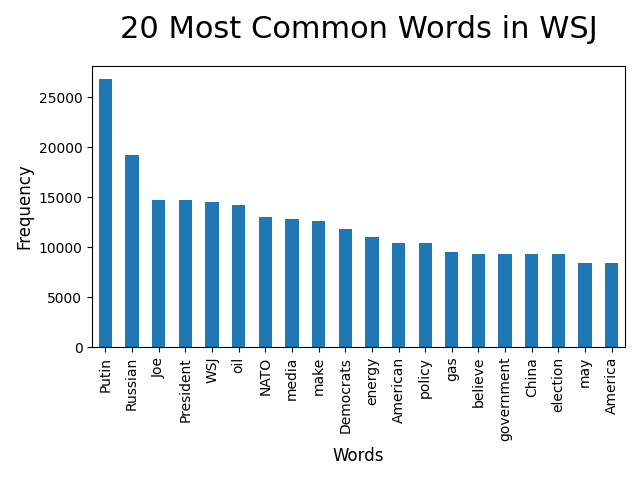 20 Most Common Words in WSJ
Frequency
25000
20000
15000
10000
5000
0
Putin
Russian
Joe
President
WSJ
oil
NATO
media
make
Democrats
energy
American
policy
gas
believe
government
China
election
may
America
Words